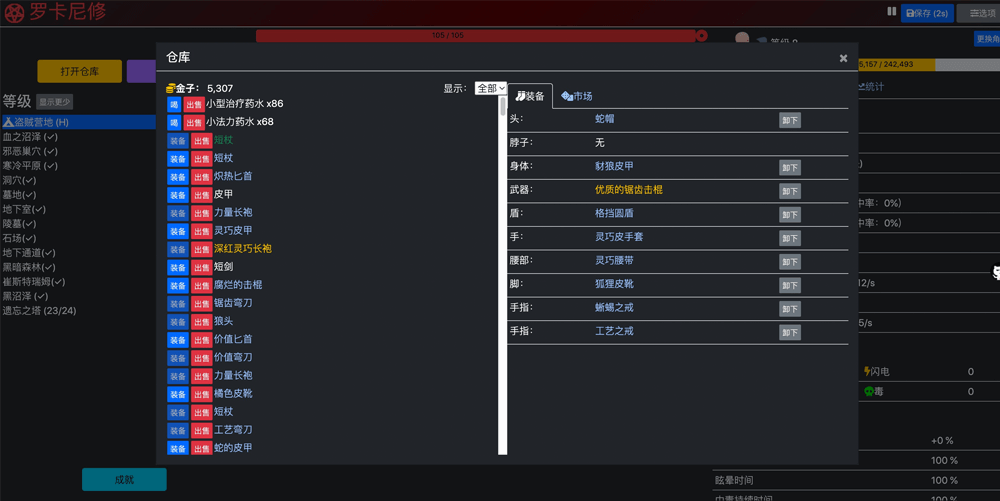 罗卡尼修
105 / 105
保存 (2s)
选项
等级
更换角
5,157 / 242,493
统计
打开仓库
等级 显示更少
盗贼营地 (H)
血之沼泽 (✓)
邪恶巢穴 (✓)
寒冷平原 (✓)
洞穴(✓)
墓地(✓)
地下室(✓)
陵墓(✓)
石场(✓)
地下通道(✓)
黑暗森林(✓)
崔斯特瑞姆(✓)
黑沼泽 (✓)
遗忘之塔 (23/24)
成就
仓库 ×
金子: 5,307 显示: 全部
喝 出售 小型治疗药水 x86
喝 出售 小法力药水 x68
装备 出售 短杖
装备 出售 短杖
装备 出售 炽热匕首
装备 出售 皮甲
装备 出售 力量长袍
装备 出售 灵巧皮甲
装备 出售 深红灵巧长袍
装备 出售 短剑
装备 出售 腐烂的击棍
装备 出售 锯齿弯刀
装备 出售 狼头
装备 出售 价值匕首
装备 出售 价值弯刀
装备 出售 力量长袍
装备 出售 橘色皮靴
装备 出售 短杖
装备 出售 工艺弯刀
装备 出售 蛇的皮甲
装备 市场
头: 蛇帽 卸下
脖子: 无
身体: 豺狼皮甲 卸下
武器: 优质的锯齿击棍
盾: 格挡圆盾 卸下
手: 灵巧皮手套 卸下
腰部: 灵巧腰带 卸下
脚: 狐狸皮靴 卸下
手指: 蜥蜴之戒 卸下
手指: 工艺之戒 卸下
中率: 0%)
中率: 0%)
12/s
5/s
闪电 0
毒 0
+0 %
100 %
眩晕时间 100 %
100 %